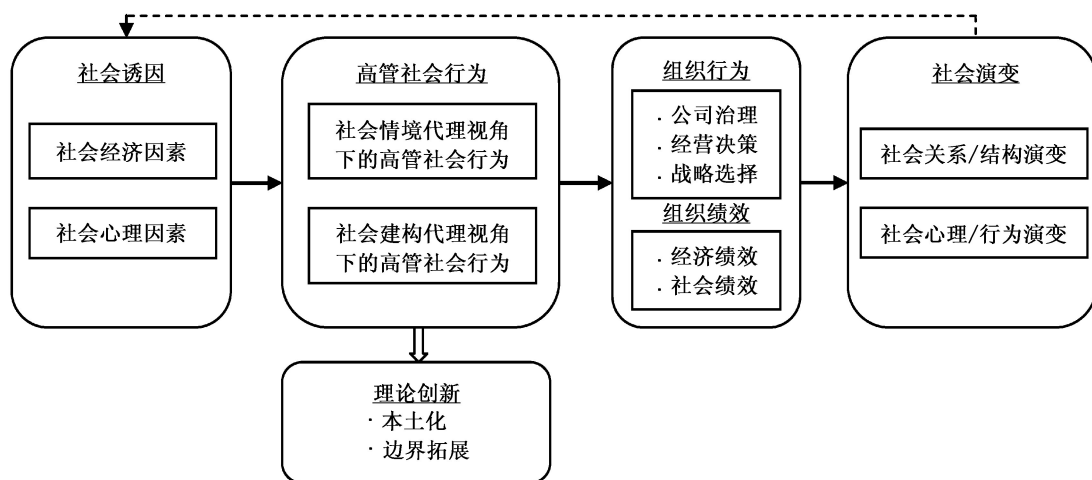 社会诱因
社会经济因素
社会心理因素
高管社会行为
社会情境代理视角
下的高管社会行为
社会建构代理视角
下的高管社会行为
组织行为
. 公司治理
. 经营决策
. 战略选择
组织绩效
. 经济绩效
. 社会绩效
社会演变
社会关系/结构演变
社会心理/行为演变
理论创新
· 本土化
· 边界拓展